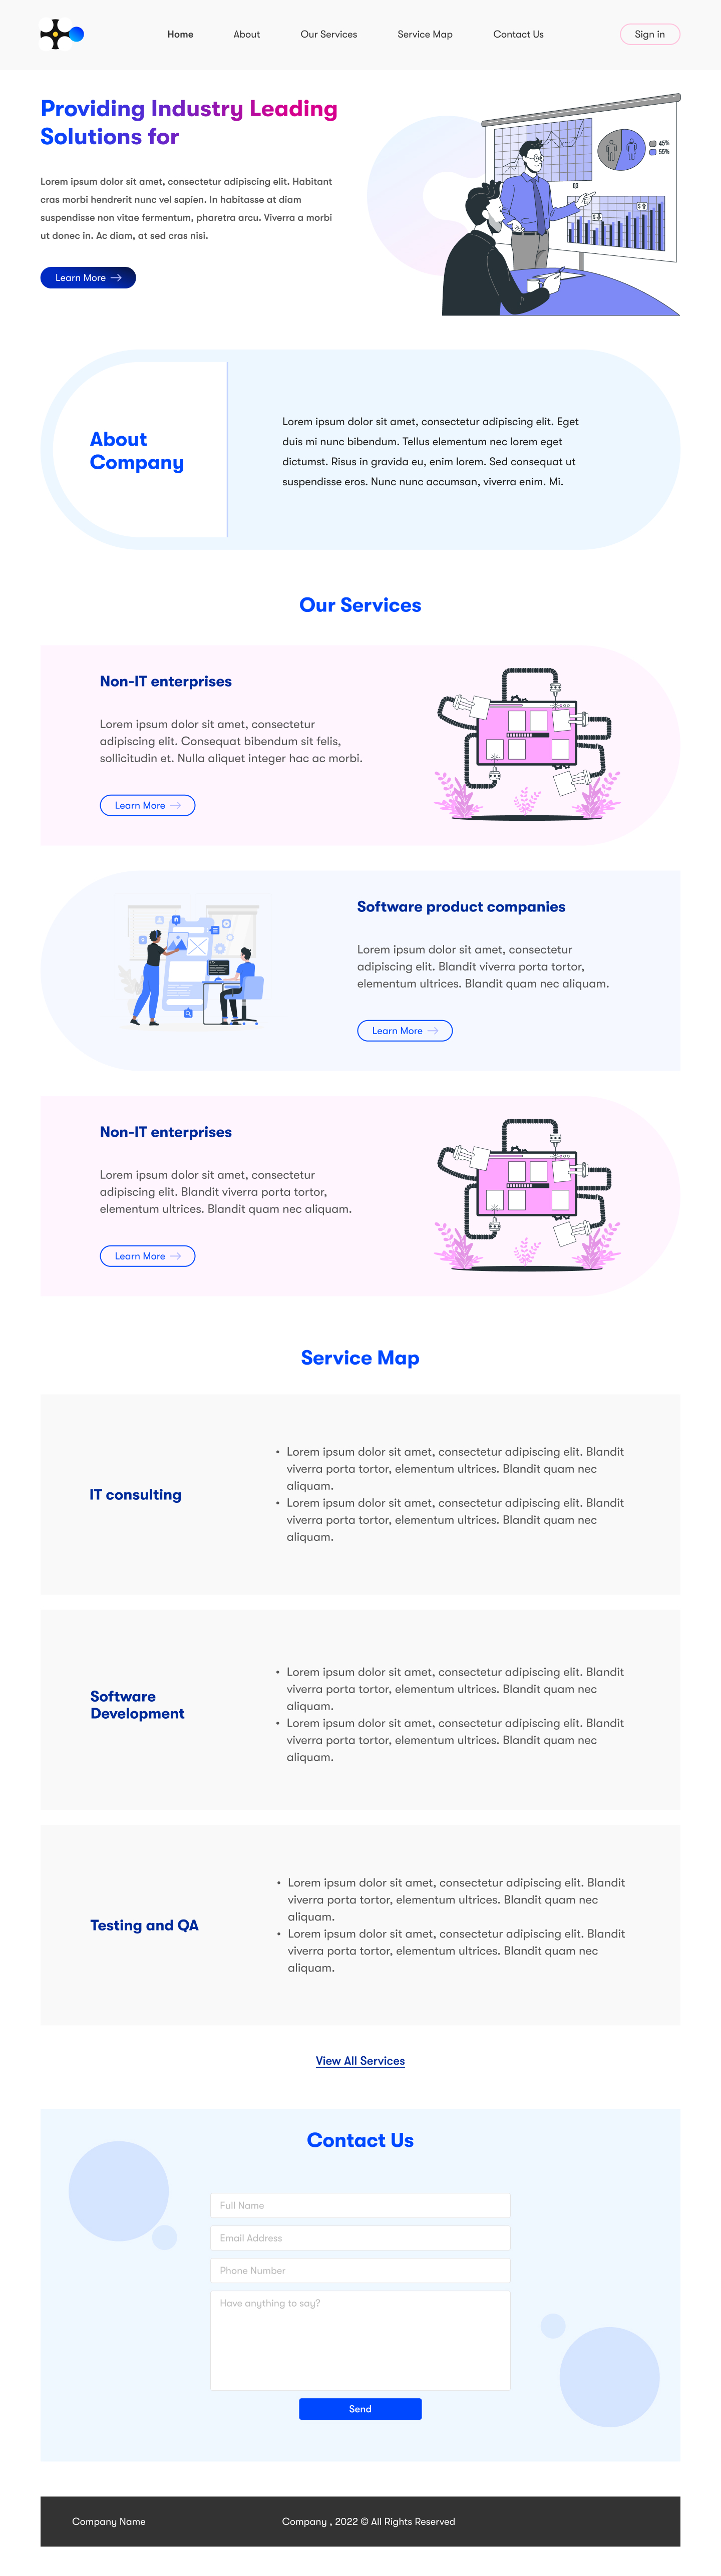 Home
About
Our Services
Service Map
Contact Us
Sign in
Providing Industry Leading
Solutions for
Lorem ipsum dolor sit amet, consectetur adipiscing elit. Habitant
cras morbi hendrerit nunc vel sapien. In habitasse at diam
suspendisse non vitae fermentum, pharetra arcu. Viverra a morbi
ut donec in. Ac diam, at sed cras nisi.
Learn More
45%
55%
About
Company
Lorem ipsum dolor sit amet, consectetur adipiscing elit. Eget
duis mi nunc bibendum. Tellus elementum nec lorem eget
dictumst. Risus in gravida eu, enim lorem. Sed consequat ut
suspendisse eros. Nunc nunc accumsan, viverra enim. Mi.
Our Services
Non-IT enterprises
Lorem ipsum dolor sit amet, consectetur
adipiscing elit. Consequat bibendum sit felis,
sollicitudin et. Nulla aliquet integer hac ac morbi.
Learn More
Software product companies
Lorem ipsum dolor sit amet, consectetur
adipiscing elit. Blandit viverra porta tortor,
elementum ultrices. Blandit quam nec aliquam.
Learn More
Non-IT enterprises
Lorem ipsum dolor sit amet, consectetur
adipiscing elit. Blandit viverra porta tortor,
elementum ultrices. Blandit quam nec aliquam.
Learn More
Service Map
IT consulting
• Lorem ipsum dolor sit amet, consectetur adipiscing elit. Blandit
viverra porta tortor, elementum ultrices. Blandit quam nec
aliquam.
• Lorem ipsum dolor sit amet, consectetur adipiscing elit. Blandit
viverra porta tortor, elementum ultrices. Blandit quam nec
aliquam.
Software
Development
• Lorem ipsum dolor sit amet, consectetur adipiscing elit. Blandit
viverra porta tortor, elementum ultrices. Blandit quam nec
aliquam.
• Lorem ipsum dolor sit amet, consectetur adipiscing elit. Blandit
viverra porta tortor, elementum ultrices. Blandit quam nec
aliquam.
Testing and QA
• Lorem ipsum dolor sit amet, consectetur adipiscing elit. Blandit
viverra porta tortor, elementum ultrices. Blandit quam nec
aliquam.
• Lorem ipsum dolor sit amet, consectetur adipiscing elit. Blandit
viverra porta tortor, elementum ultrices. Blandit quam nec
aliquam.
View All Services
Contact Us
Full Name
Email Address
Phone Number
Have anything to say?
Send
Company Name
Company , 2022 © All Rights Reserved